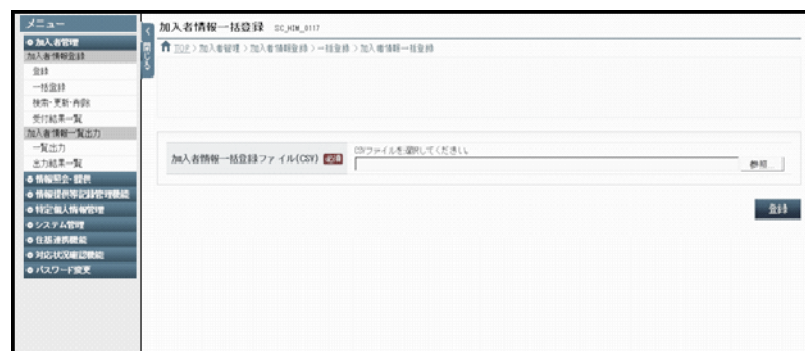 メニュー
加入者管理
加入者情報登録
登録
一括登録
検索・更新・削除
受付結果一覧
加入者情報一覧出力
一覧出力
出力結果一覧
情報照会・提供
情報提供等記録管理機能
特定個人情報管理
システム管理
住基連携機能
対応状況確認機能
パスワード変更
閉じる
加入者情報一括登録 SC_HIM_0117
TOP > 加入者管理 > 加入者情報登録 > 一括登録 > 加入者情報一括登録
CSVファイルを選択してください。
加入者情報一括登録ファイル(CSV) 必須
参照...
登録